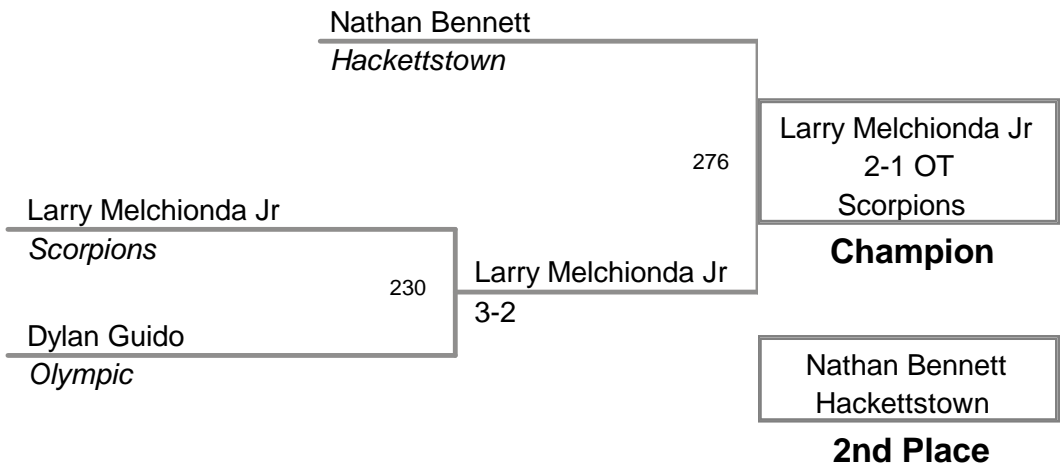 Nathan Bennett
Hackettstown
Larry Melchionda Jr
2-1 OT
Scorpions
Champion
276
Larry Melchionda Jr
Scorpions
230
Larry Melchionda Jr
3-2
Dylan Guido
Olympic
Nathan Bennett
Hackettstown
2nd Place